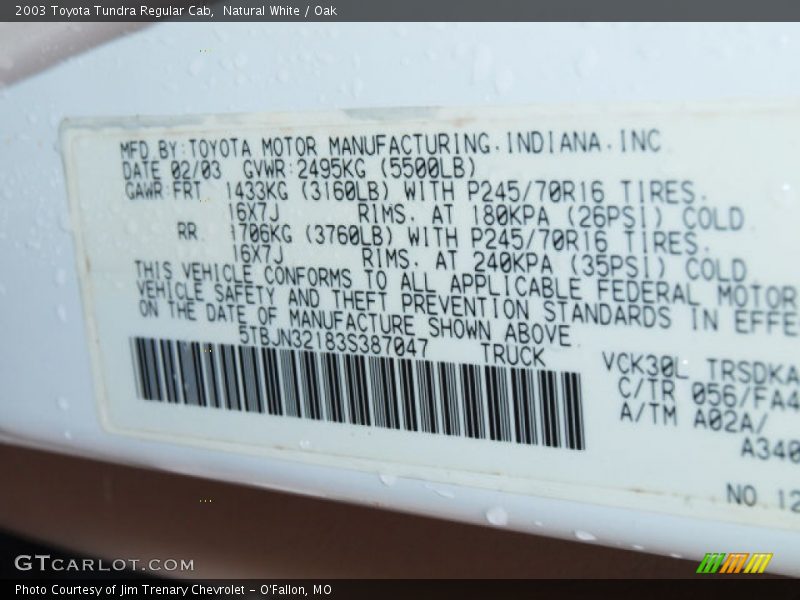 2003 Toyota Tundra Regular Cab,  Natural White / Oak
MFD.BY:TOYOTA MOTOR MANUFACTURING.INDIANA.INC
DATE 02/03  GVWR:2495KG (5500LB)
GAWR:FRT  1433KG (3160LB) WITH P245/70R16 TIRES.
16X7J  RIMS. AT 180KPA (26PSI) COLD
RR  1706KG (3760LB) WITH P245/70R16 TIRES.
16X7J  RIMS. AT 240KPA (35PSI) COLD
THIS VEHICLE CONFORMS TO ALL APPLICABLE FEDERAL MOTOR
VEHICLE SAFETY AND THEFT PREVENTION STANDARDS IN EFFE
ON THE DATE OF MANUFACTURE SHOWN ABOVE
5TBJN32183S387047  TRUCK
VCK30L TRSDKA
C/TR 056/FA4
A/TM A02A/
A340
NO 12
GTCARLOT.COM
Photo Courtesy of Jim Trenary Chevrolet - O'Fallon, MO